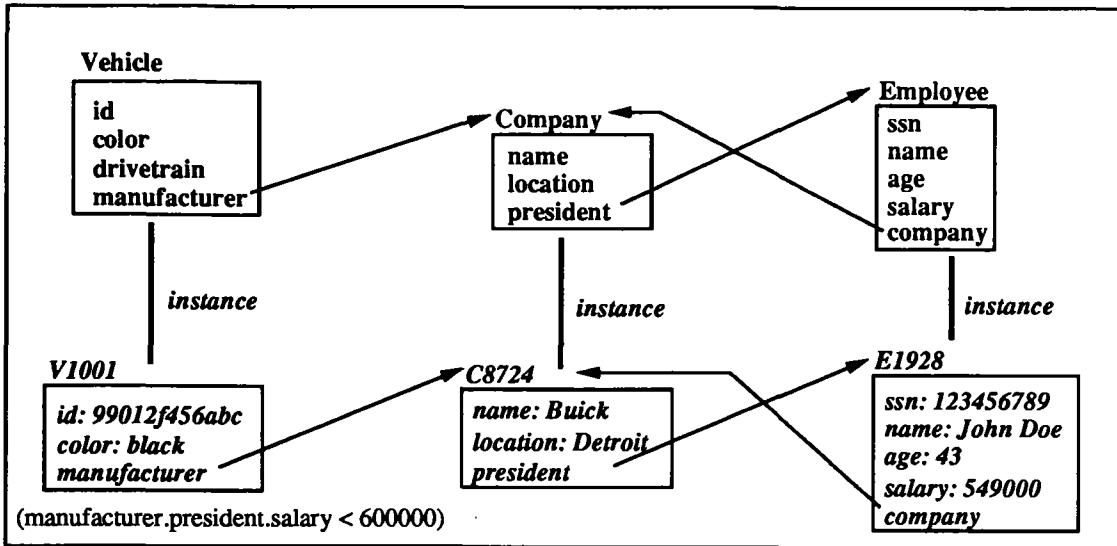 Vehicle
id
color
drivetrain
manufacturer
Company
name
location
president
Employee
ssn
name
age
salary
company
instance
instance
instance
V1001
id: 99012f456abc
color: black
manufacturer
C8724
name: Buick
location: Detroit
president
E1928
ssn: 123456789
name: John Doe
age: 43
salary: 549000
company
(manufacturer.president.salary < 600000)